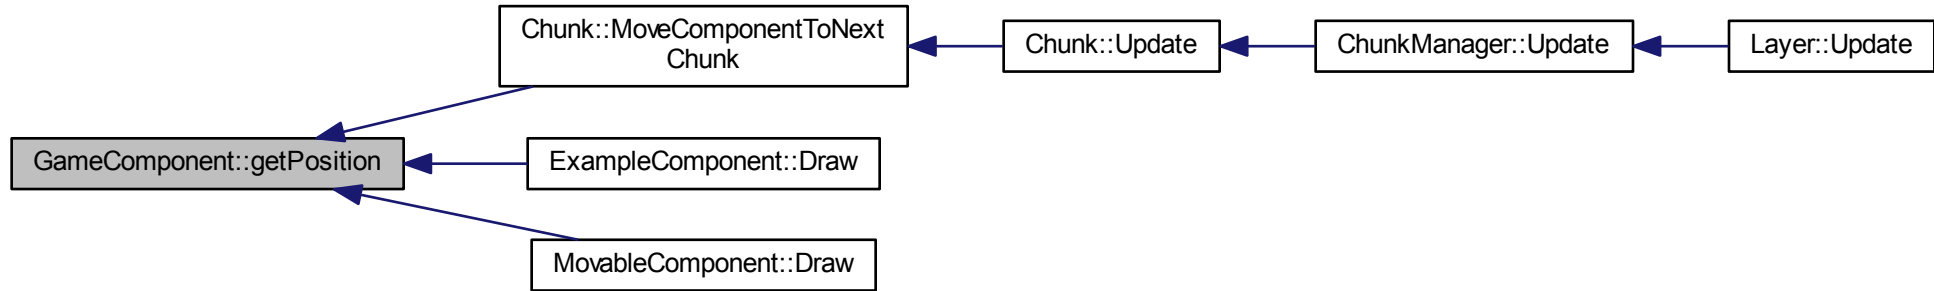 Chunk::MoveComponentToNext
Chunk
Chunk::Update
ChunkManager::Update
Layer::Update
GameComponent::getPosition
ExampleComponent::Draw
MovableComponent::Draw